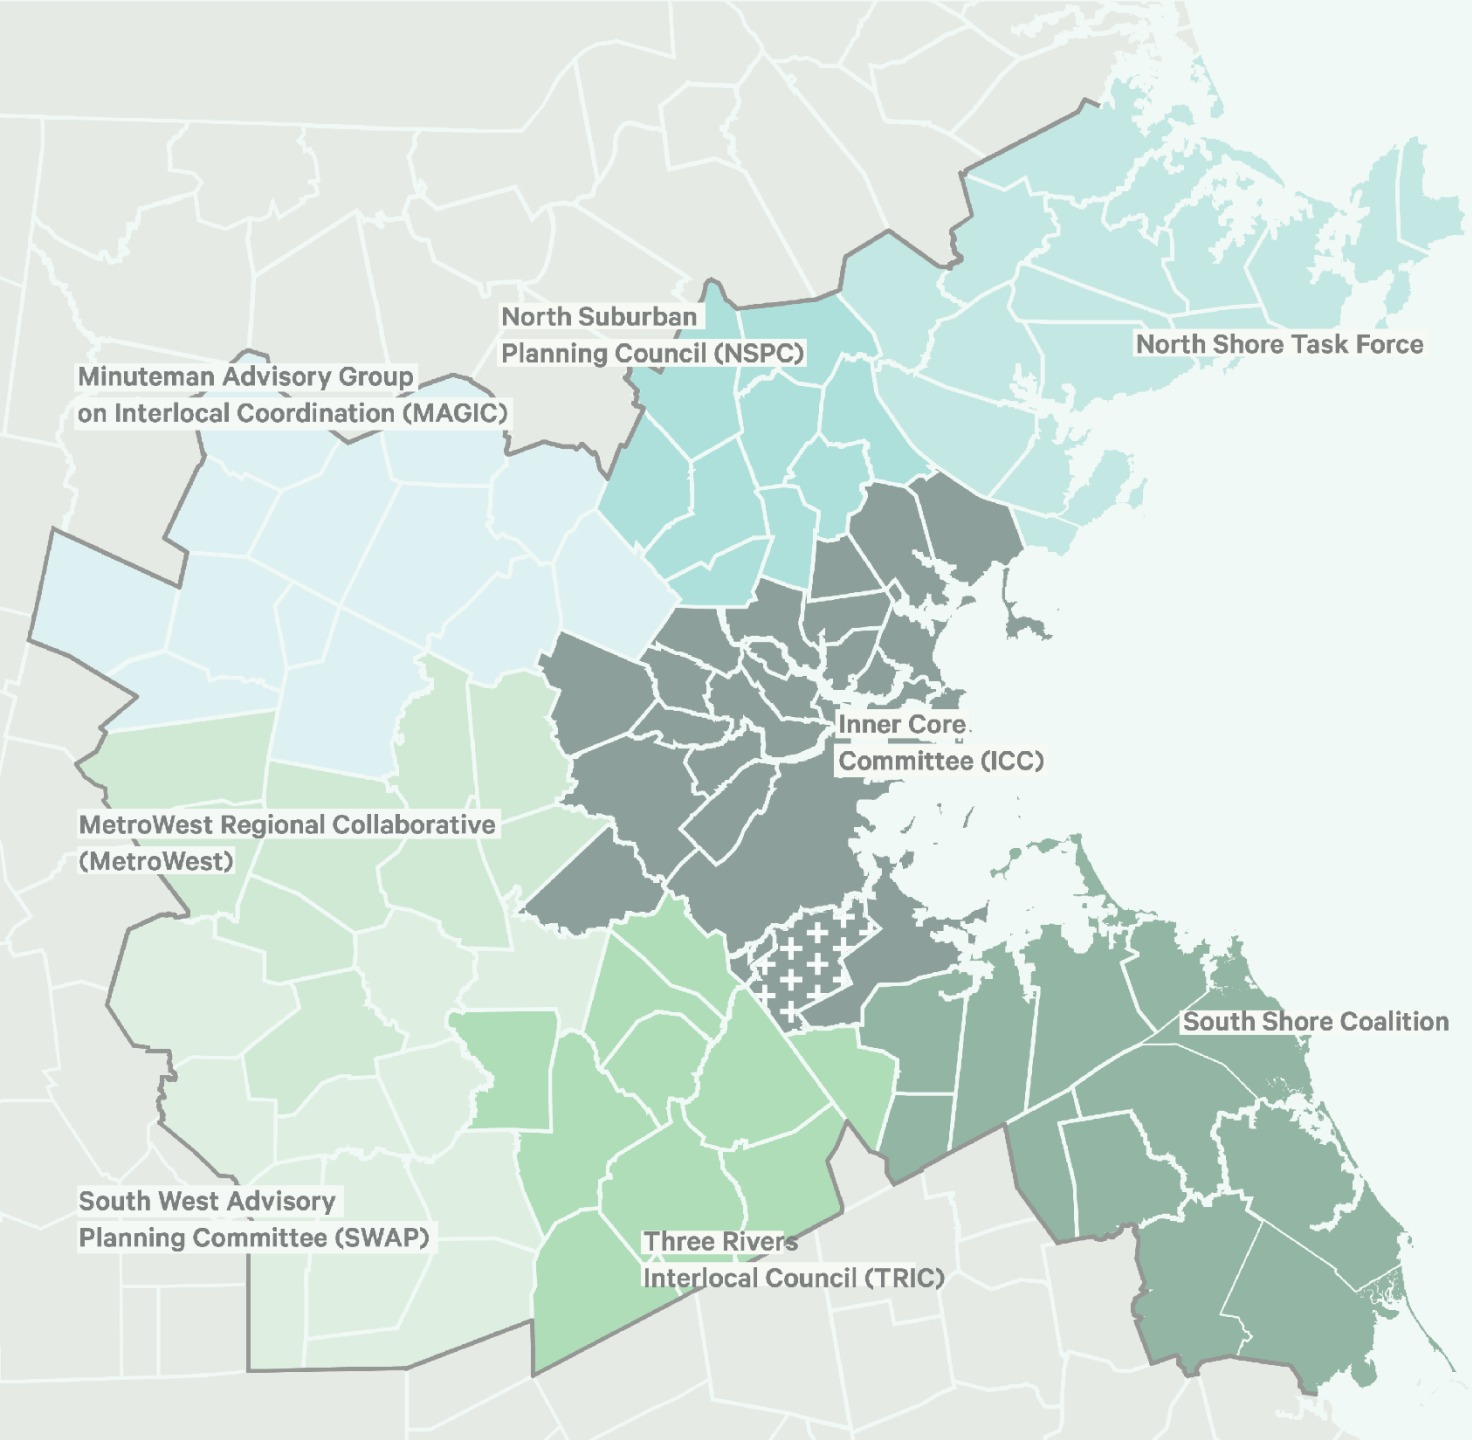 North Suburban
Planning Council (NSPC)
North Shore Task Force
Minuteman Advisory Group
on Interlocal Coordination (MAGIC)
Inner Core
Committee (ICC)
MetroWest Regional Collaborative
(MetroWest)
South Shore Coalition
South West Advisory
Planning Committee (SWAP)
Three Rivers
Interlocal Council (TRIC)